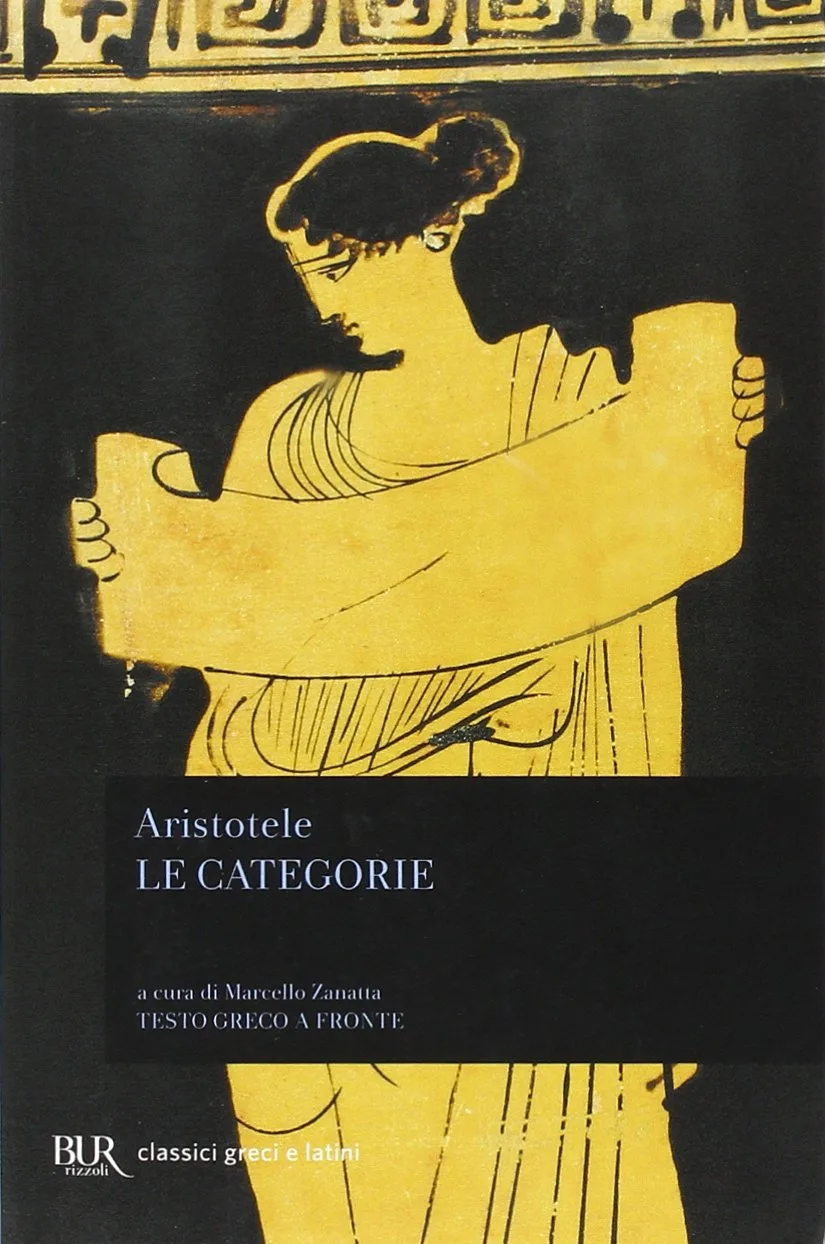 Aristotele
LE CATEGORIE
a cura di Marcello Zanatta
TESTO GRECO A FRONTE
BUR
rizzoli
classici greci e latini